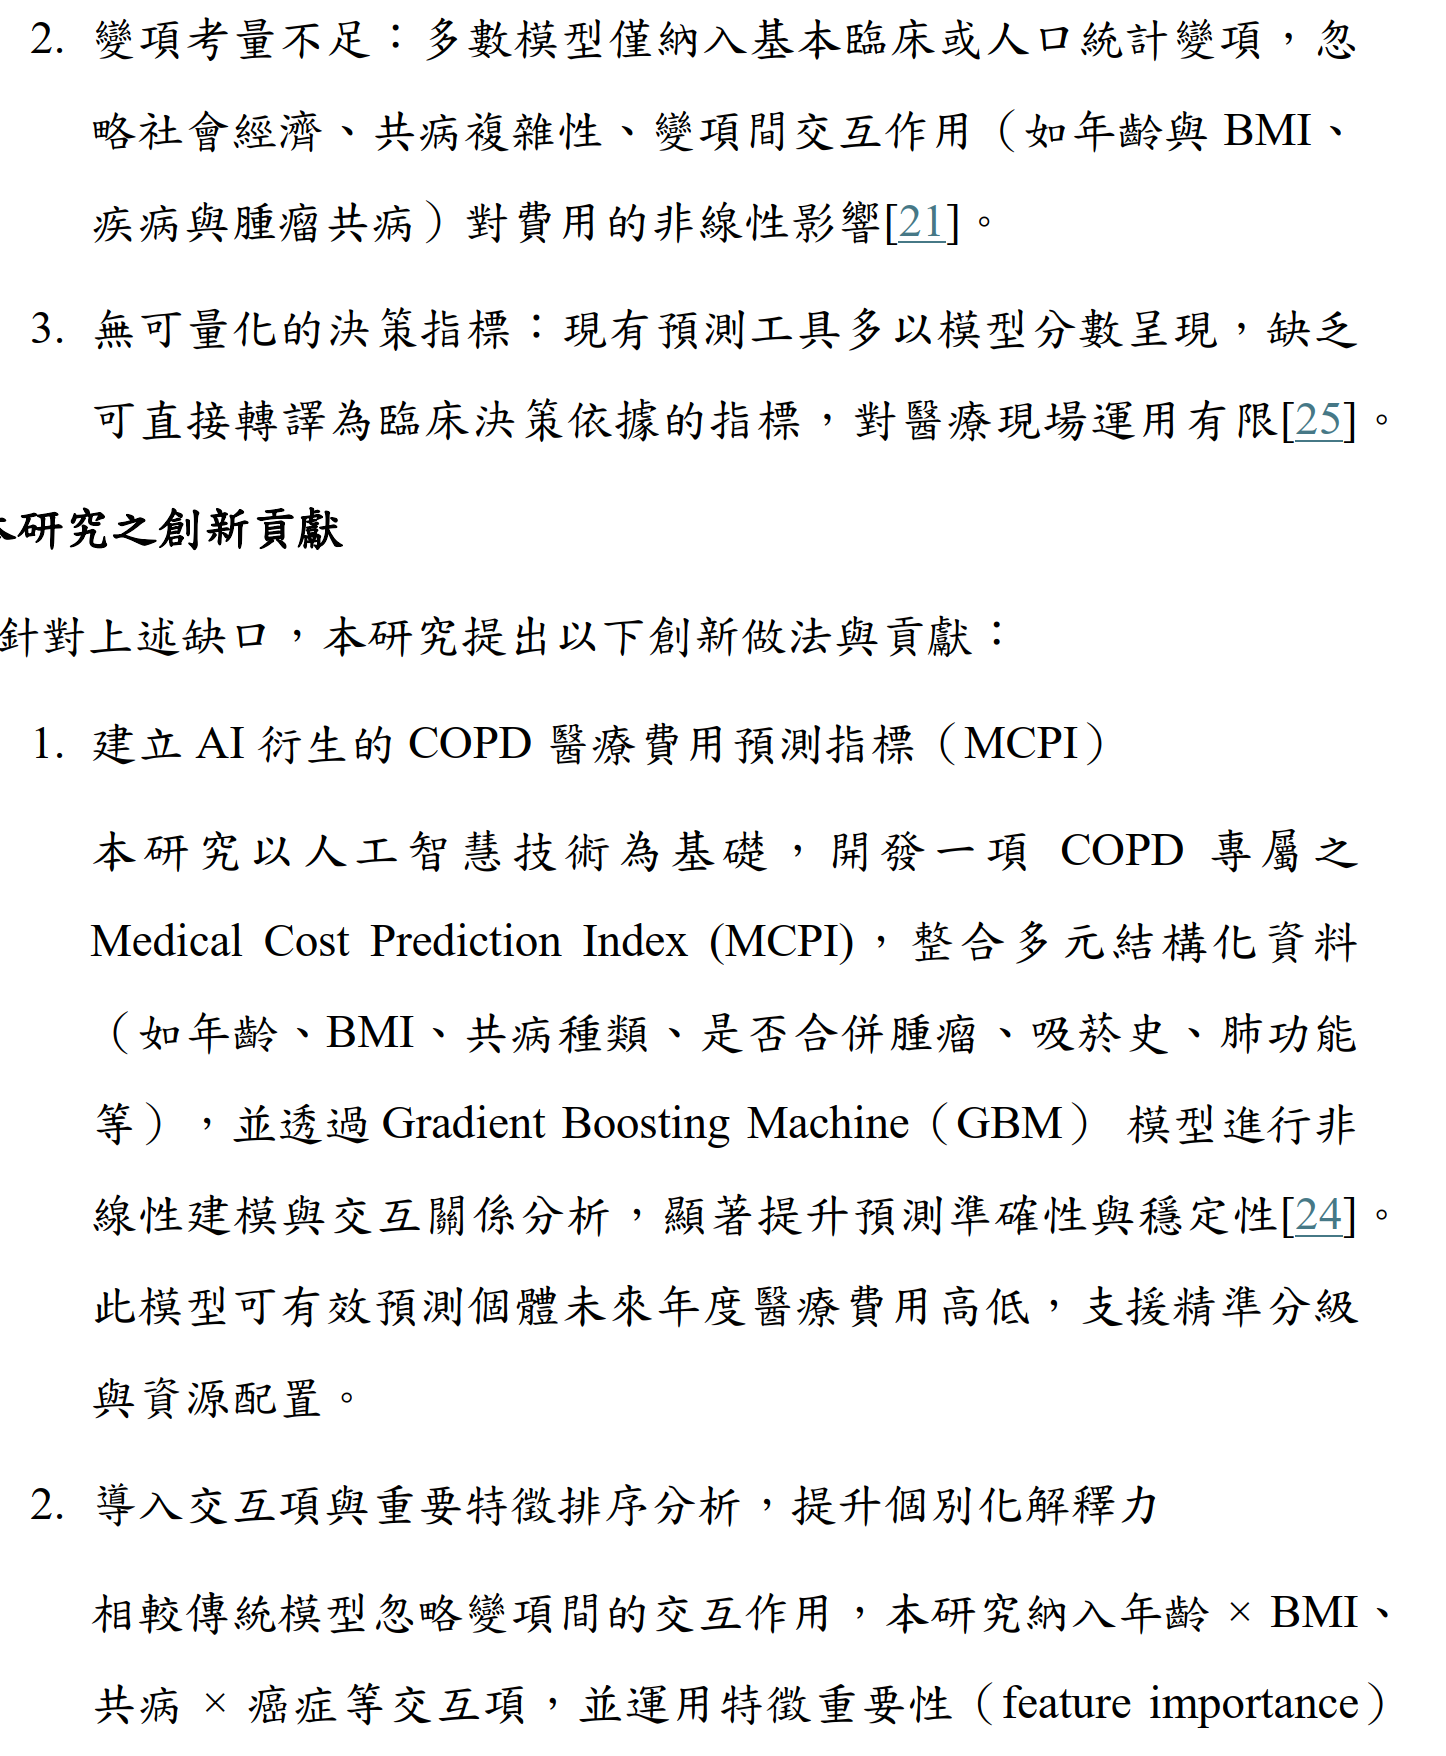 2. 變項考量不足：多數模型僅納入基本臨床或人口統計變項，忽
略社會經濟、共病複雜性、變項間交互作用（如年齡與 BMI、
疾病與腫瘤共病）對費用的非線性影響[21]。
3. 無可量化的決策指標：現有預測工具多以模型分數呈現，缺乏
可直接轉譯為臨床決策依據的指標，對醫療現場運用有限[25]。
本研究之創新貢獻
針對上述缺口，本研究提出以下創新做法與貢獻：
1. 建立 AI 衍生的 COPD 醫療費用預測指標（MCPI）
本研究以人工智慧技術為基礎，開發一項 COPD 專屬之
Medical Cost Prediction Index (MCPI)，整合多元結構化資料
（如年齡、BMI、共病種類、是否合併腫瘤、吸菸史、肺功能
等），並透過 Gradient Boosting Machine（GBM） 模型進行非
線性建模與交互關係分析，顯著提升預測準確性與穩定性[24]。
此模型可有效預測個體未來年度醫療費用高低，支援精準分級
與資源配置。
2. 導入交互項與重要特徵排序分析，提升個別化解釋力
相較傳統模型忽略變項間的交互作用，本研究納入年齡 × BMI、
共病 × 癌症等交互項，並運用特徵重要性（feature importance）